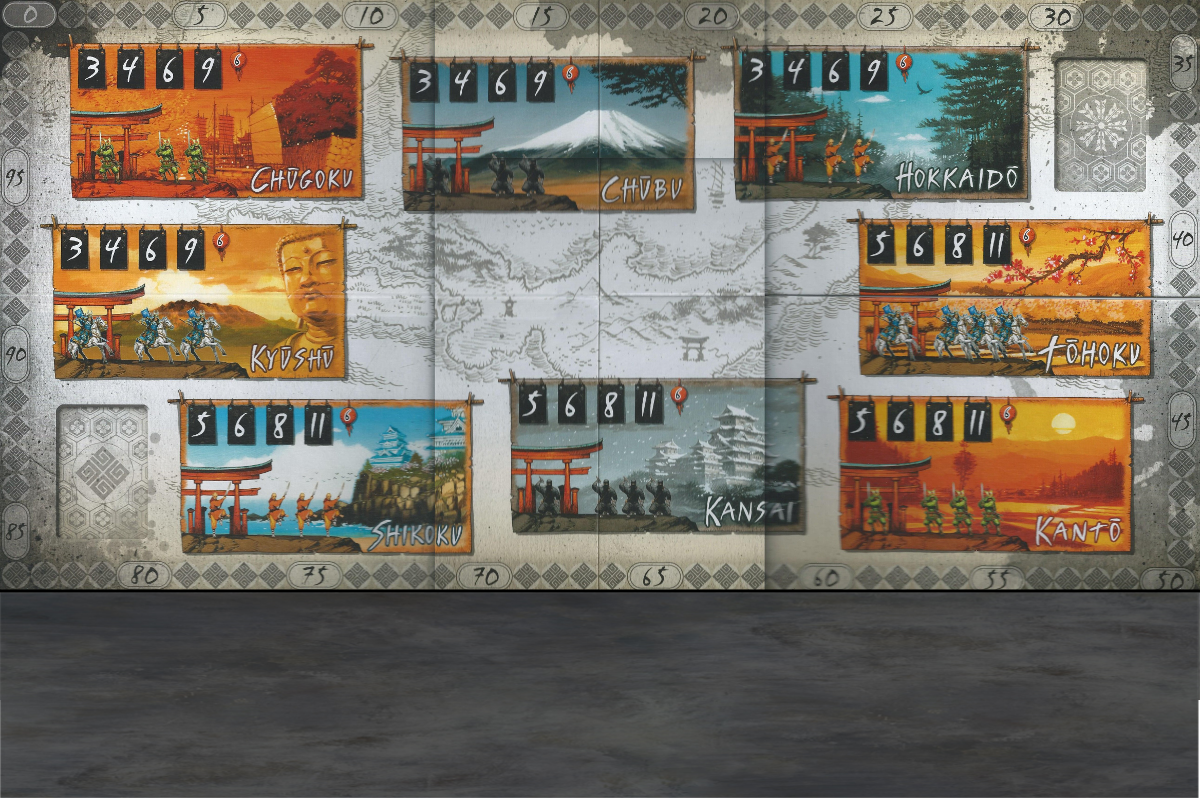 0 5 10 15 20 25 30
3 4 6 9 6
CHŪGOKU
3 4 6 9 6
CHŪBU
3 4 6 9 6
HOKKAIDŌ
35
95
3 4 6 9 6
KYŪSHŪ
5 6 8 11 6
TŌHOKU
40
90
5 6 8 11 6
SHIKOKU
5 6 8 11 6
KANSAI
5 6 8 11 6
KANTŌ
45
85
80 75 70 65 60 55 50